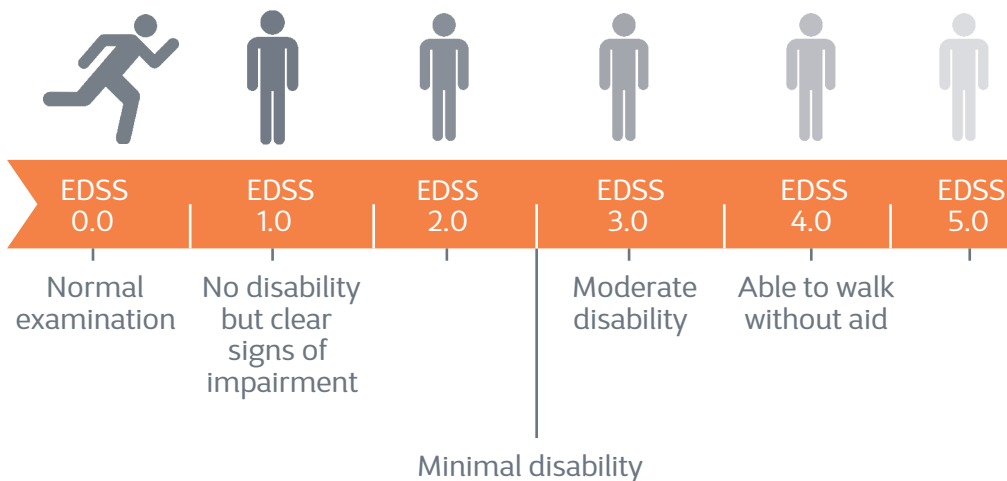 EDSS
0.0
EDSS
1.0
EDSS
2.0
EDSS
3.0
EDSS
4.0
EDSS
5.0
Normal
examination
No disability
but clear
signs of
impairment
Moderate
disability
Able to walk
without aid
Minimal disability